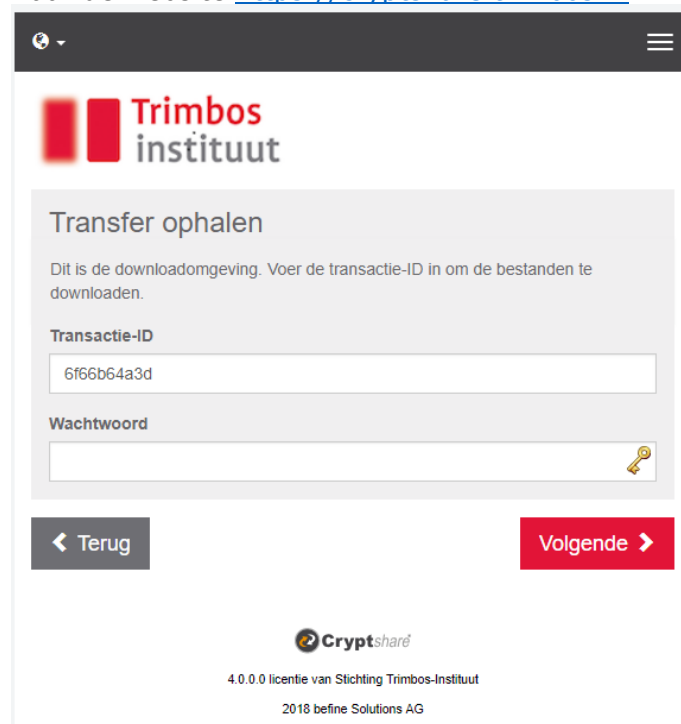 Trimbos
instituut
Transfer ophalen
Dit is de downloadomgeving. Voer de transactie-ID in om de bestanden te
downloaden.
Transactie-ID
6f66b64a3d
Wachtwoord
Terug
Volgende
Cryptshare
4.0.0.0 licentie van Stichting Trimbos-Instituut
2018 befine Solutions AG